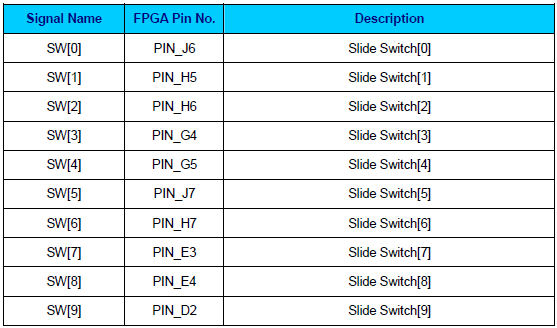 Signal Name FPGA Pin No. Description
SW[0] PIN_J6 Slide Switch[0]
SW[1] PIN_H5 Slide Switch[1]
SW[2] PIN_H6 Slide Switch[2]
SW[3] PIN_G4 Slide Switch[3]
SW[4] PIN_G5 Slide Switch[4]
SW[5] PIN_J7 Slide Switch[5]
SW[6] PIN_H7 Slide Switch[6]
SW[7] PIN_E3 Slide Switch[7]
SW[8] PIN_E4 Slide Switch[8]
SW[9] PIN_D2 Slide Switch[9]